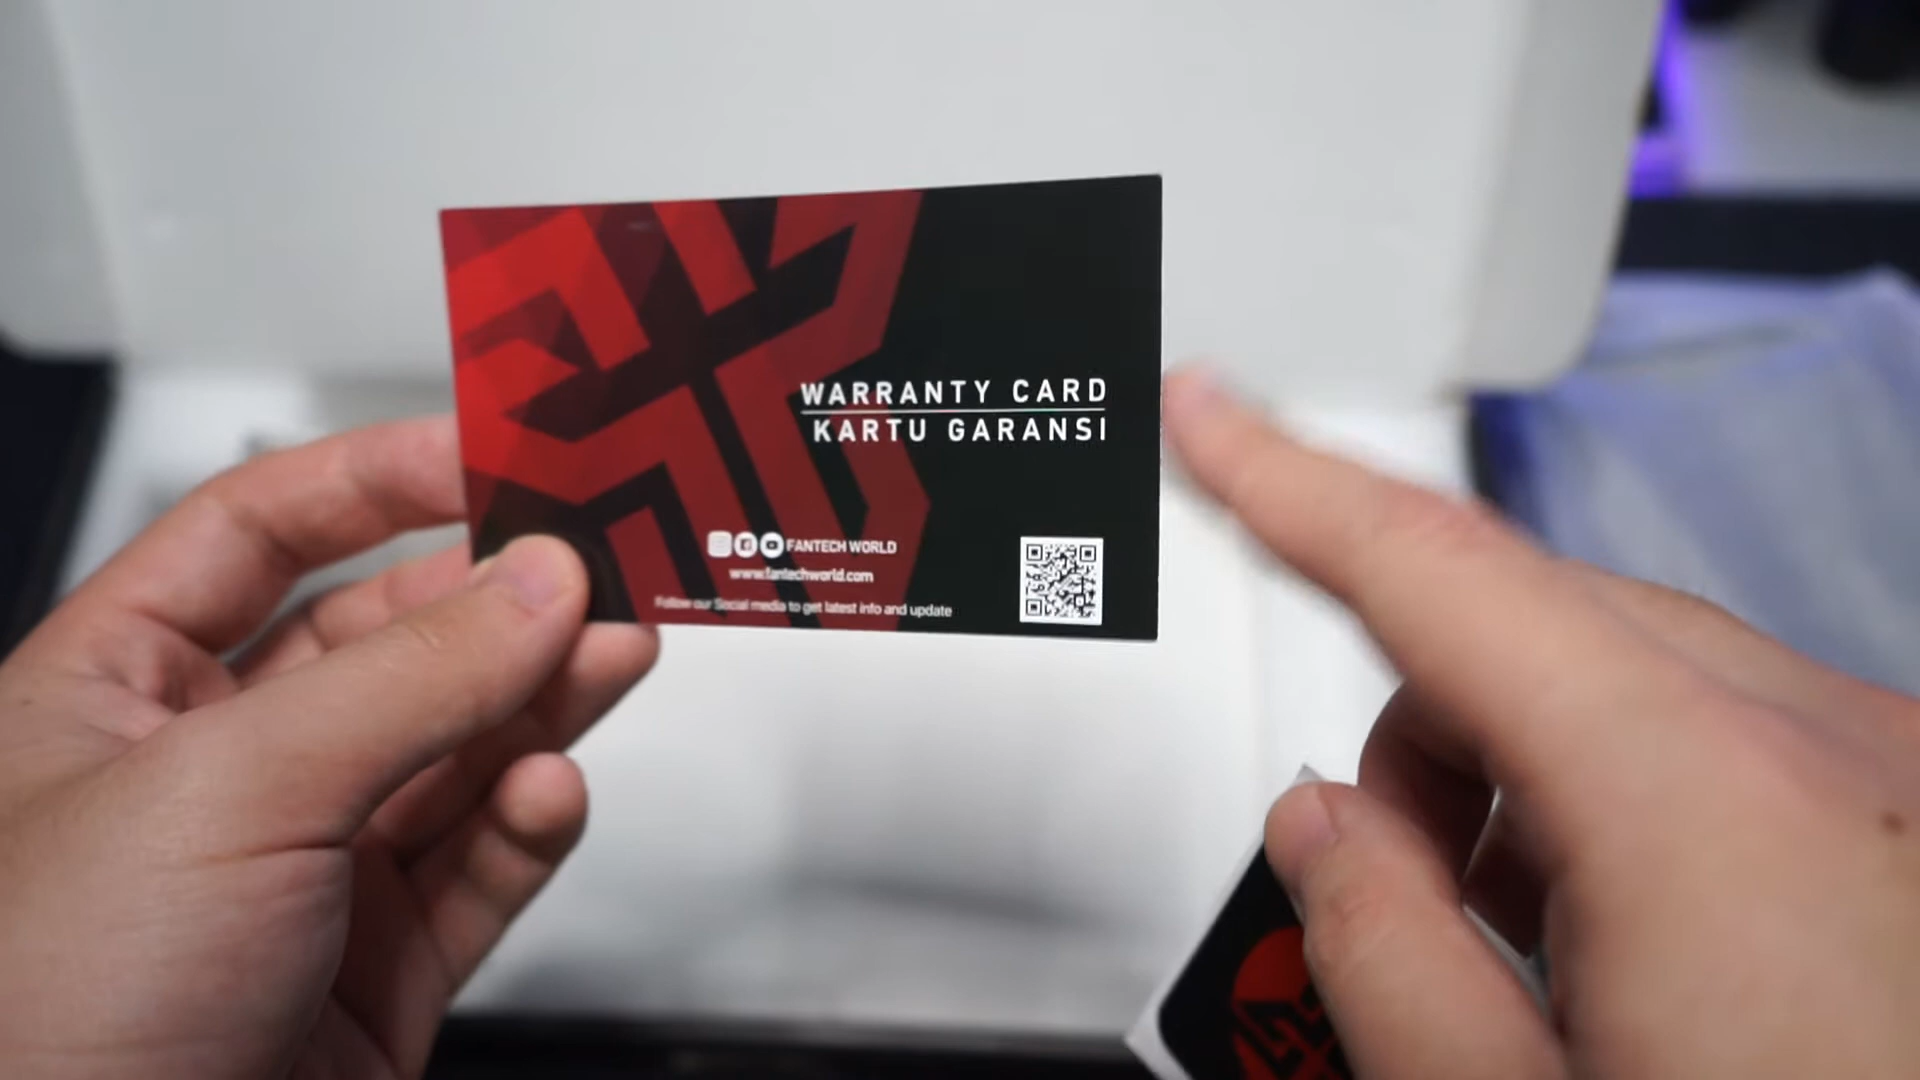 WARRANTY CARD
KARTU GARANSI
FANTECH WORLD
www.fantechworld.com
Follow our Social media to get latest info and update